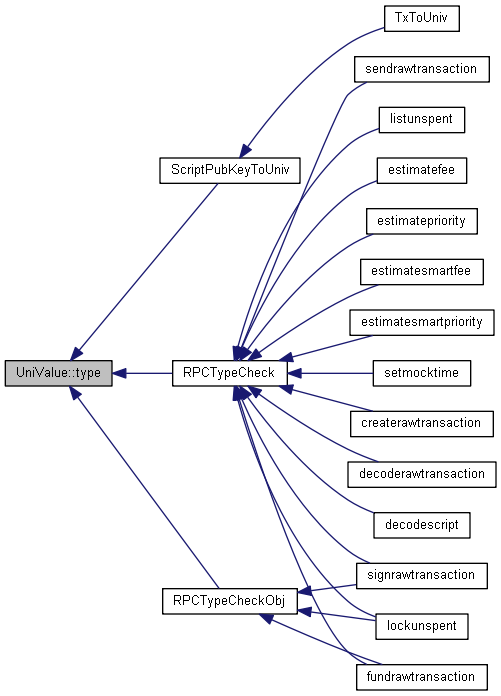 TxToUniv
sendrawtransaction
listunspent
ScriptPubKeyToUniv
estimatefee
estimatepriority
estimatesmartfee
estimatesmartpriority
UniValue::type
RPCTypeCheck
setmocktime
createrawtransaction
decoderawtransaction
decodescript
signrawtransaction
RPCTypeCheckObj
lockunspent
fundrawtransaction